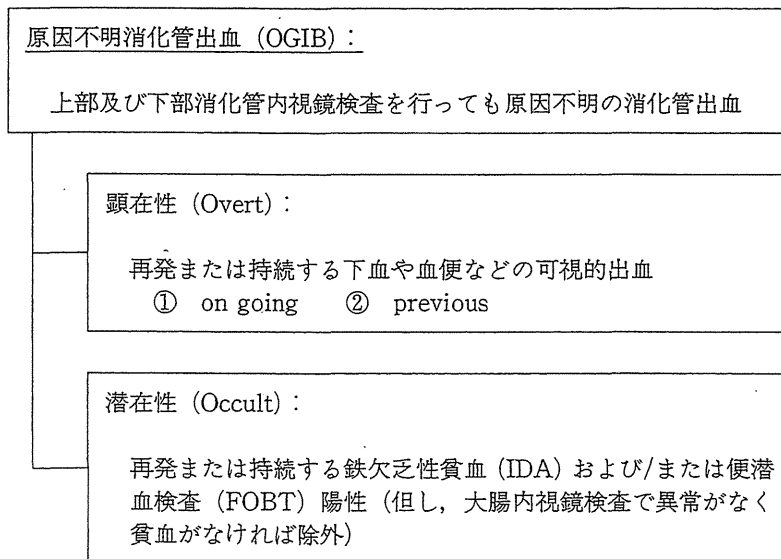 原因不明消化管出血（OGIB）：
上部及び下部消化管内視鏡検査を行っても原因不明の消化管出血
顕在性（Overt）：
再発または持続する下血や血便などの可視的出血
① on going ② previous
潜在性（Occult）：
再発または持続する鉄欠乏性貧血（IDA）および/または便潜
血検査（FOBT）陽性（但し，大腸内視鏡検査で異常がなく
貧血がなければ除外）